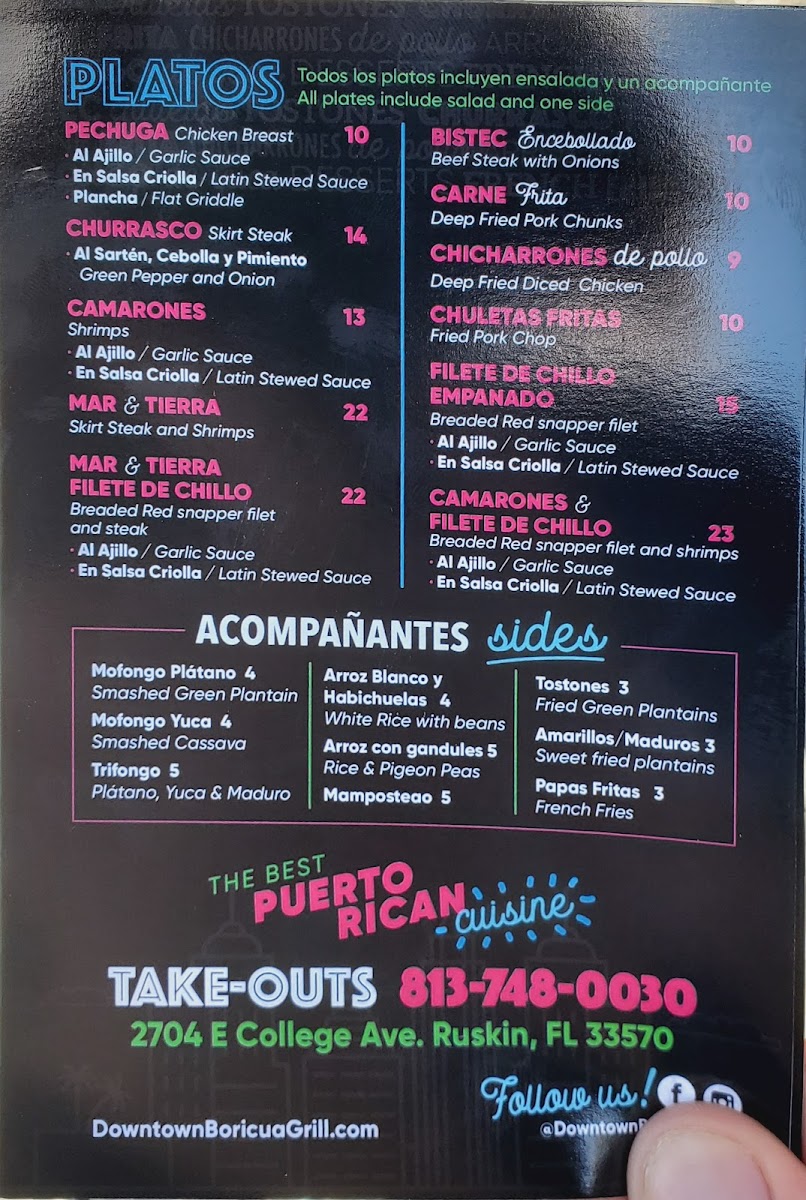 PLATOS
Todos los platos incluyen ensalada y un acompañante
All plates include salad and one side
PECHUGA Chicken Breast 10
· Al Ajillo / Garlic Sauce
· En Salsa Criolla / Latin Stewed Sauce
· Plancha / Flat Griddle
CHURRASCO Skirt Steak 14
· Al Sartén, Cebolla y Pimiento
Green Pepper and Onion
CAMARONES 13
Shrimps
· Al Ajillo / Garlic Sauce
· En Salsa Criolla / Latin Stewed Sauce
MAR & TIERRA 22
Skirt Steak and Shrimps
MAR & TIERRA
FILETE DE CHILLO 22
Breaded Red snapper filet
and steak
· Al Ajillo / Garlic Sauce
· En Salsa Criolla / Latin Stewed Sauce
BISTEC Encebollado 10
Beef Steak with Onions
CARNE Frita 10
Deep Fried Pork Chunks
CHICHARRONES de pollo 9
Deep Fried Diced Chicken
CHULETAS FRITAS 10
Fried Pork Chop
FILETE DE CHILLO
EMPANADO 15
Breaded Red snapper filet
· Al Ajillo / Garlic Sauce
· En Salsa Criolla / Latin Stewed Sauce
CAMARONES &
FILETE DE CHILLO 23
Breaded Red snapper filet and shrimps
· Al Ajillo / Garlic Sauce
· En Salsa Criolla / Latin Stewed Sauce
ACOMPAÑANTES sides
Mofongo Plátano 4
Smashed Green Plantain
Mofongo Yuca 4
Smashed Cassava
Trifongo 5
Plátano, Yuca & Maduro
Arroz Blanco y
Habichuelas 4
White Rice with beans
Arroz con gandules 5
Rice & Pigeon Peas
Mamposteao 5
Tostones 3
Fried Green Plantains
Amarillos/Maduros 3
Sweet fried plantains
Papas Fritas 3
French Fries
THE BEST
PUERTO
RICAN cuisine
TAKE-OUTS 813-748-0030
2704 E College Ave. Ruskin, FL 33570
Follow us! f
DowntownBoricuaGrill.com
@Downtown